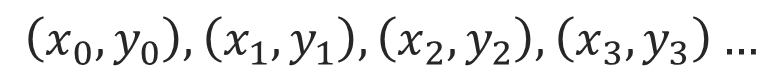 (x₀, y₀), (x₁, y₁), (x₂, y₂), (x₃, y₃) ...